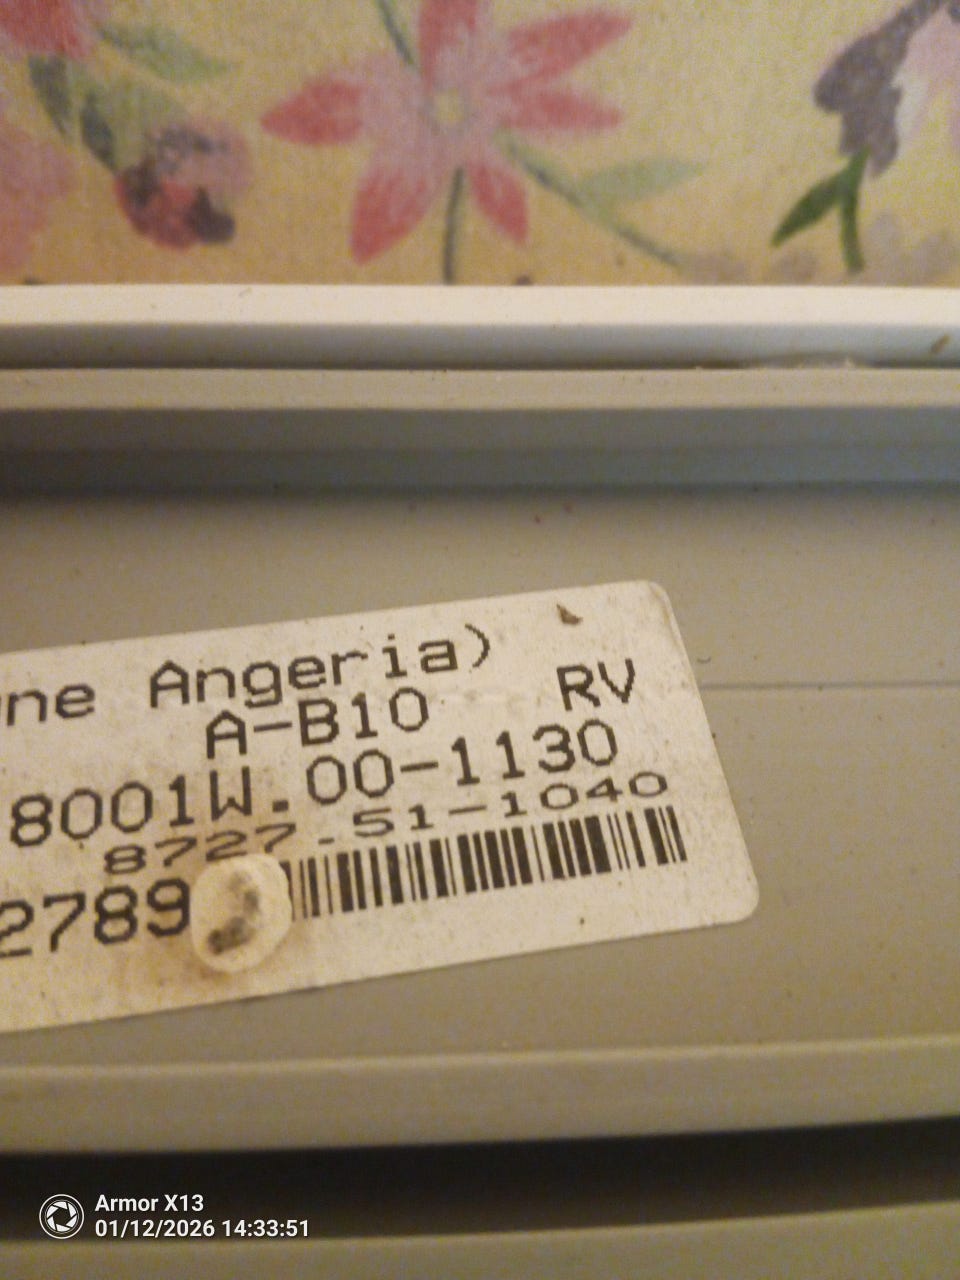 ne Angeria)
A-B10 RV
8001W.00-1130
8727.51-1040
2789
Armor X13
01/12/2026 14:33:51